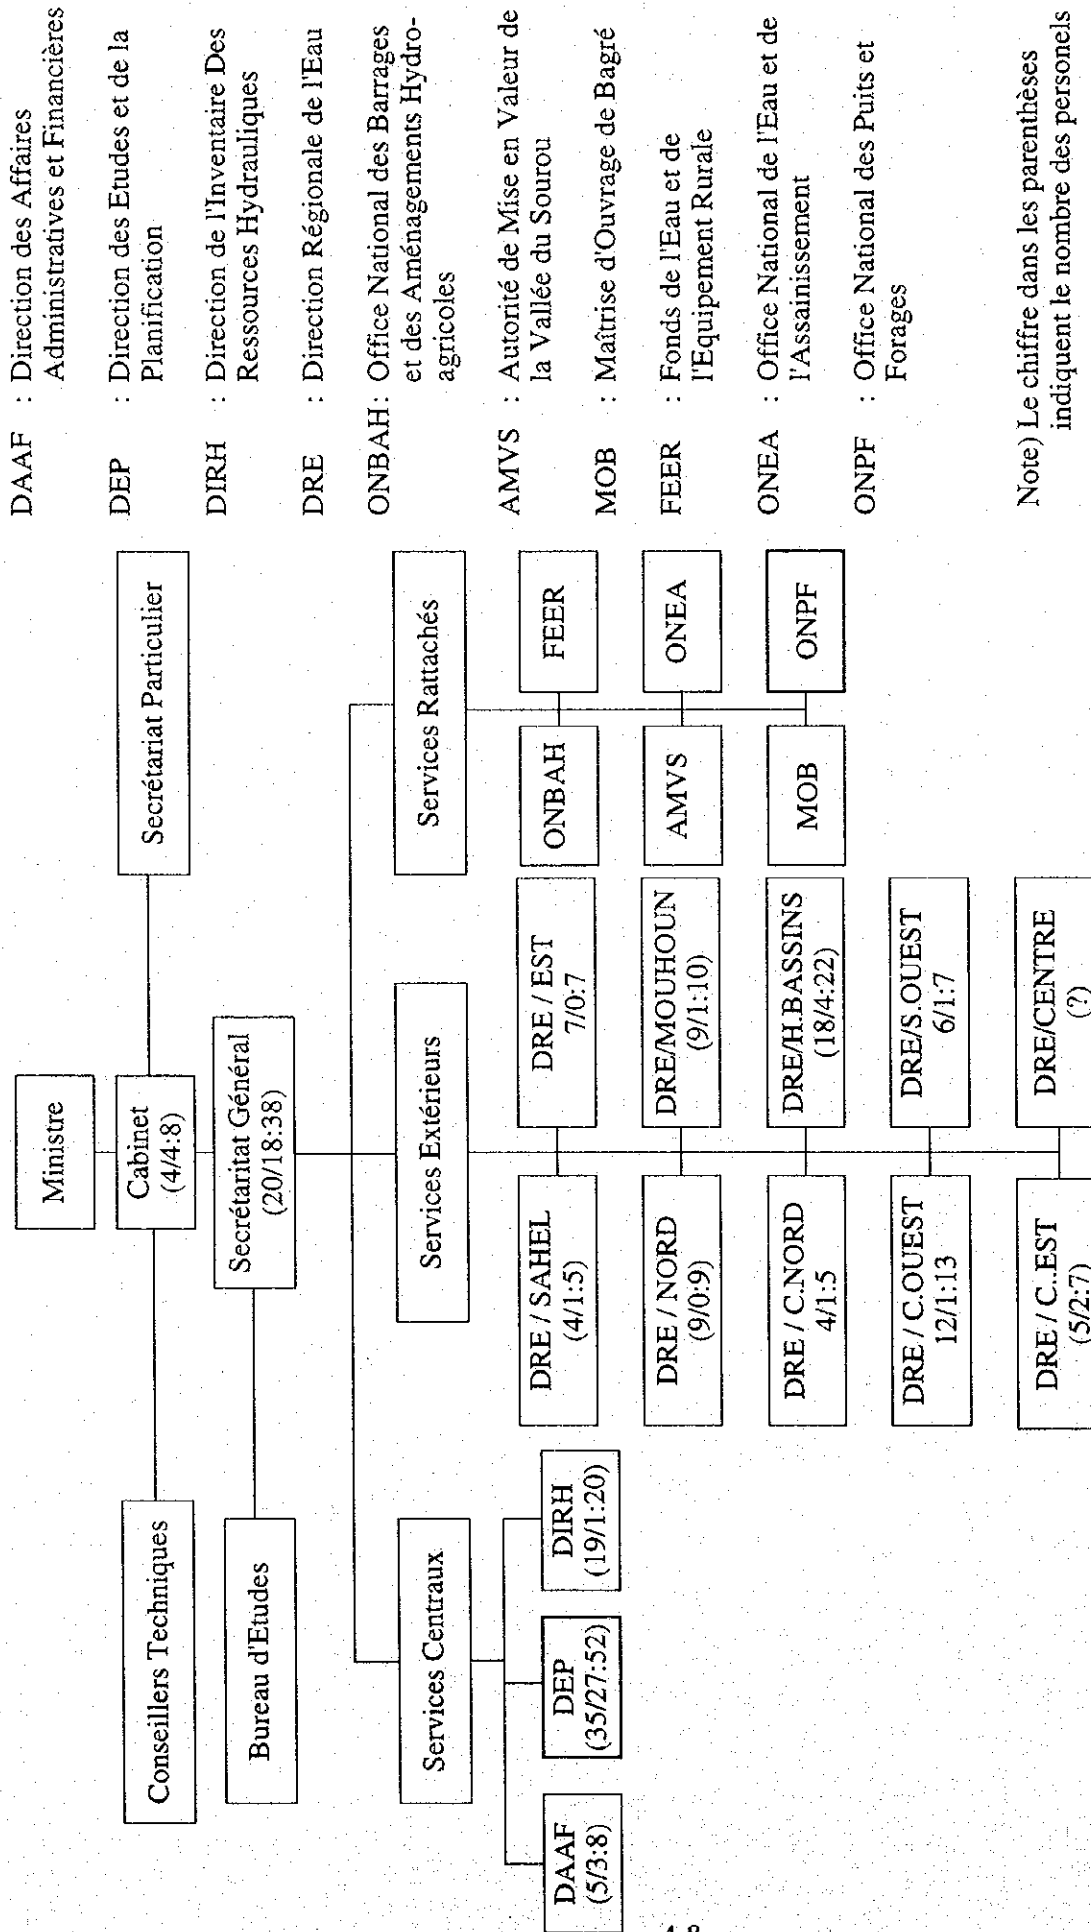 Ministre
Cabinet
(4/4:8)
Secrétariat Particulier
Conseillers Techniques
Secrétaritat Général
(20/18:38)
Bureau d'Etudes
Services Centraux
Services Extérieurs
Services Rattachés
DAAF
(5/3:8)
DEP
(35/27:52)
DIRH
(19/1:20)
DRE / SAHEL
(4/1:5)
DRE / EST
7/0:7
DRE / NORD
(9/0:9)
DRE/MOUHOUN
(9/1:10)
DRE / C.NORD
4/1:5
DRE/H.BASSINS
(18/4:22)
DRE / C.OUEST
12/1:13
DRE/S.OUEST
6/1:7
DRE / C..EST
(5/2:7)
DRE/CENTRE
(?)
ONBAH
FEER
AMVS
ONEA
MOB
ONPF
DAAF : Direction des Affaires
Administratives et Financières
DEP : Direction des Etudes et de la
Planification
DIRH : Direction de l'Inventaire Des
Ressources Hydrauliques
DRE : Direction Régionale de l'Eau
ONBAH : Office National des Barrages
et des Aménagements Hydro-
agricoles
AMVS : Autorité de Mise en Valeur de
la Vallée du Sourou
MOB : Maîtrise d'Ouvrage de Bagré
FEER : Fonds de l'Eau et de
l'Equipement Rurale
ONEA : Office National de l'Eau et de
l'Assainissement
ONPF : Office National des Puits et
Forages
Note) Le chiffre dans les parenthèses
indiquent le nombre des personels
4-8